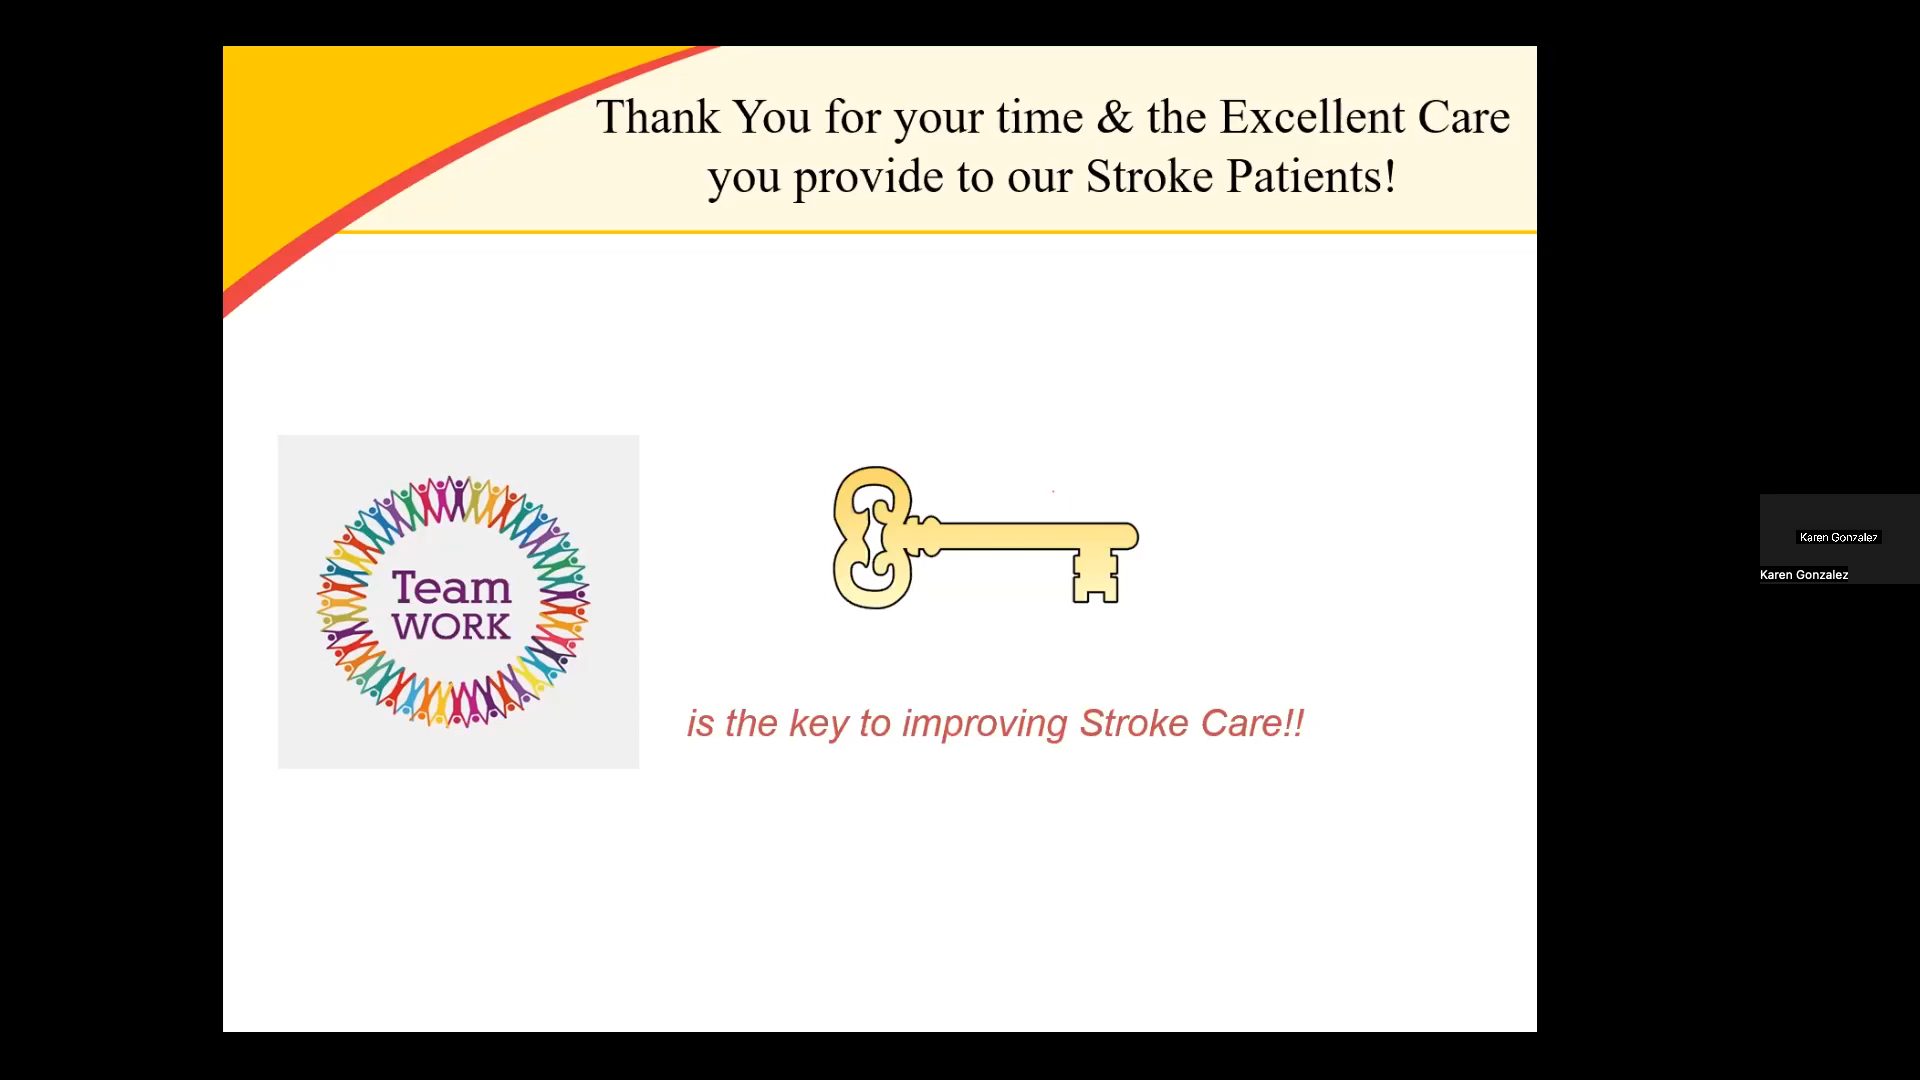 Thank You for your time & the Excellent Care
you provide to our Stroke Patients!
Team
WORK
is the key to improving Stroke Care!!
Karen Gonzalez
Karen Gonzalez